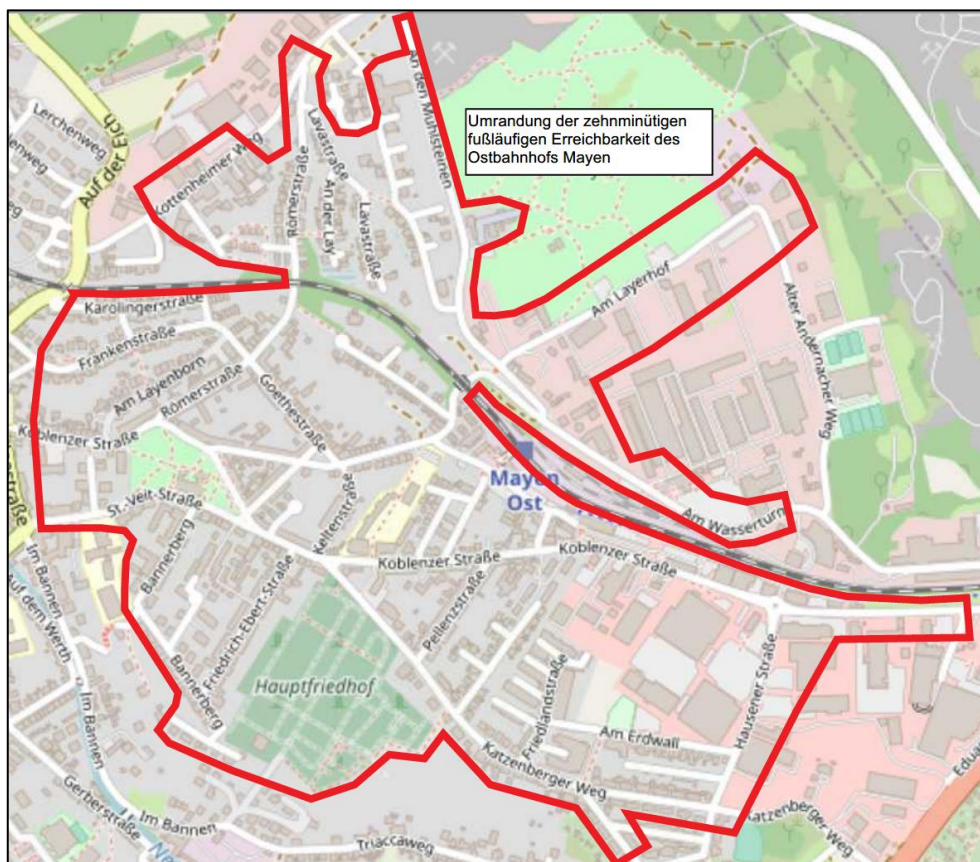 Umrandung der zehnminütigen
fußläufigen Erreichbarkeit des
Ostbahnhofs Mayen
An den Mühlsteinen
Lerchenweg
Auf der Eich
Kottenheimer Weg
Römerstraße
Lavastraße
An der Lay
Lavastraße
Am Layerhof
Alter Andernacher Weg
Karolingerstraße
Frankenstraße
Am Layenborn
Römerstraße
Goethestraße
Koblenzer Straße
Mayen
Ost
St.-Veit-Straße
Keltenstraße
Am Wasserturm
Bannerberg
Koblenzer Straße
Koblenzer Straße
Im Bannen
Auf dem Werth
Friedrich-Ebert-Straße
Pellenzstraße
Bannerberg
Hauptfriedhof
Im Bannen
Friedlandstraße
Hausener Straße
Am Erdwall
Katzenberger Weg
Katzenberger Weg
Gerberstraße
Im Bannen
Triaccaweg